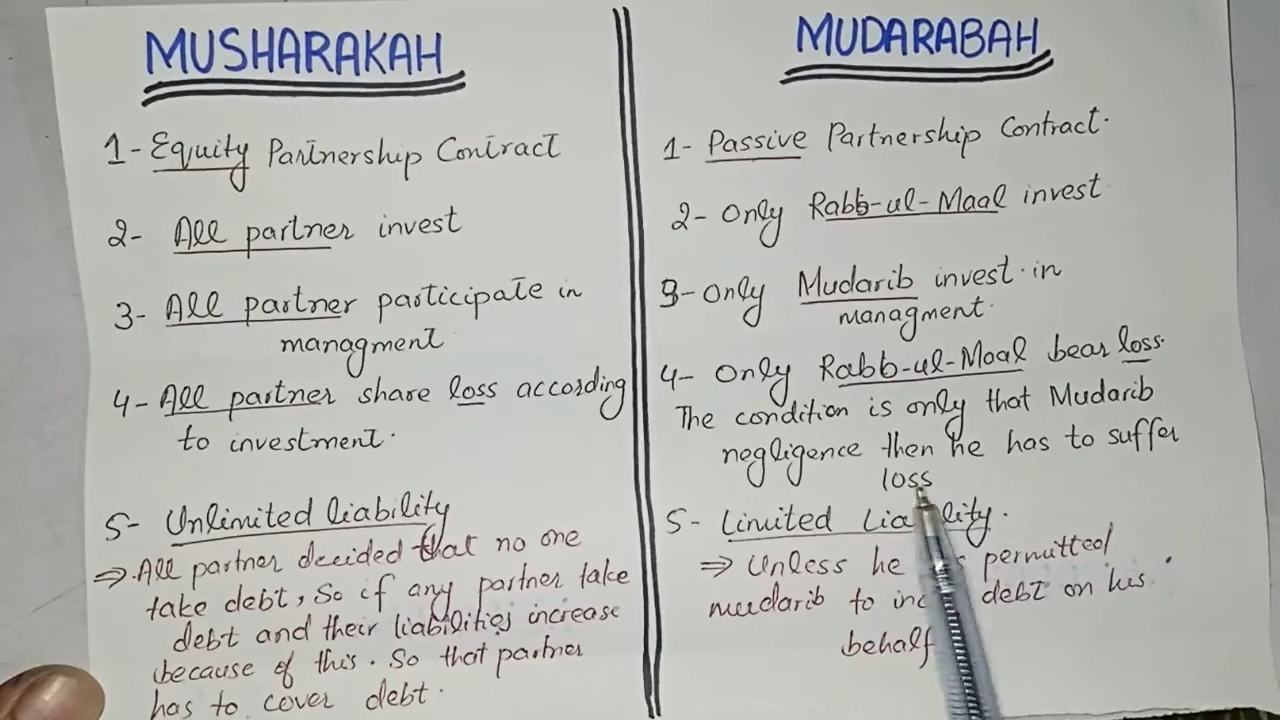 MUSHARAKAH
1- Equity Partnership Contract
2- All partner invest
3- All partner participate in
managment
4- All partner share loss according
to investment.
5- Unlimited liability
⇒ All partner decided that no one
take debt, So if any partner take
debt and their liabilities increase
because of this. So that partner
has to cover debt.
MUDARABAH
1- Passive Partnership Contract.
2- Only Rabb-ul-Maal invest
3- Only Mudarib invest in
managment.
4- Only Rabb-ul-Maal bear loss.
The condition is only that Mudarib
negligence then he has to suffer
loss
5- Limited Liability.
⇒ Unless he permitted
mudarib to debt on his
behalf